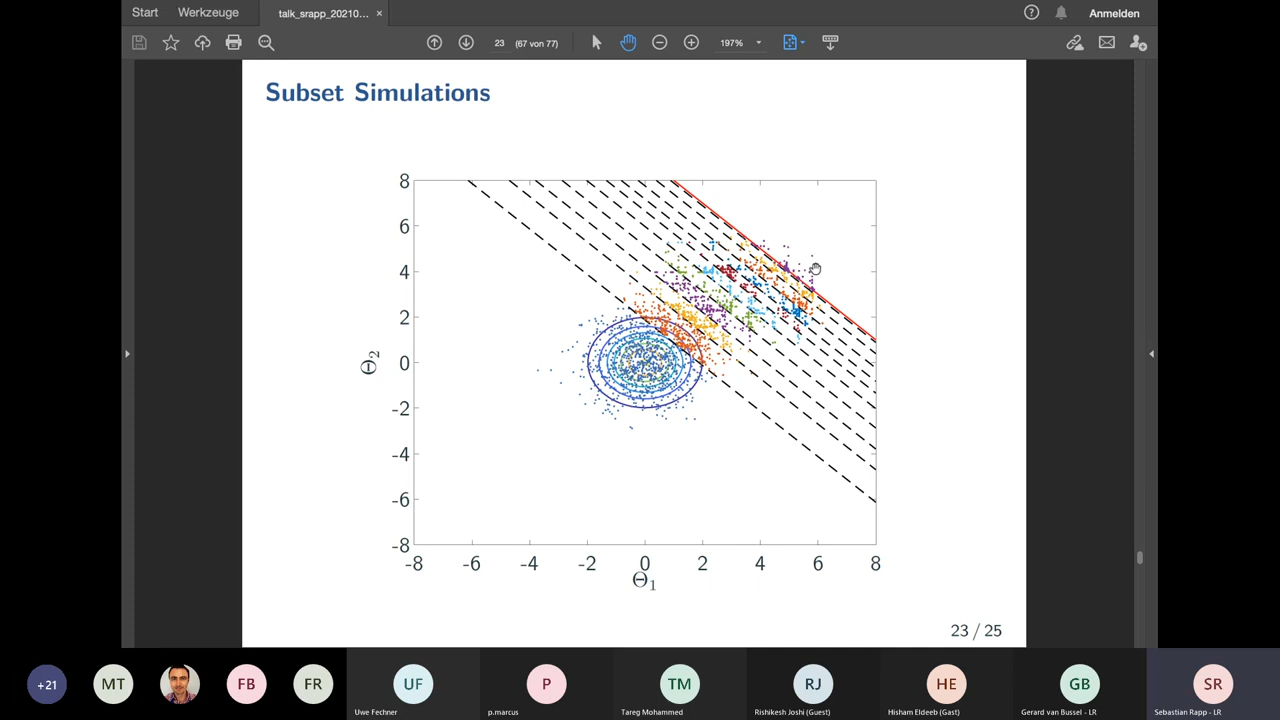 Start Werkzeuge talk_srapp_20210... × Anmelden
23 (67 von 77) 197%
Subset Simulations
8
6
4
2
0
-2
-4
-6
-8
Θ2
-8 -6 -4 -2 0 2 4 6 8
Θ1
23 / 25
+21 MT FB FR UF P TM RJ HE GB SR
Uwe Fechner p.marcus Tareg Mohammed Rishikesh Joshi (Guest) Hisham Eldeeb (Gast) Gerard van Bussel - LR Sebastian Rapp - LR